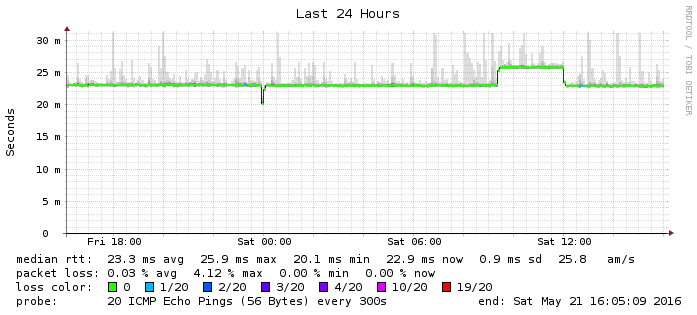 Last 24 Hours
RRDTOOL / TOBI OETIKER
Seconds
30 m
25 m
20 m
15 m
10 m
5 m
0
Fri 18:00 Sat 00:00 Sat 06:00 Sat 12:00
median rtt: 23.3 ms avg 25.9 ms max 20.1 ms min 22.9 ms now 0.9 ms sd 25.8 am/s
packet loss: 0.03 % avg 4.12 % max 0.00 % min 0.00 % now
loss color: 0 1/20 2/20 3/20 4/20 10/20 19/20
probe: 20 ICMP Echo Pings (56 Bytes) every 300s end: Sat May 21 16:05:09 2016